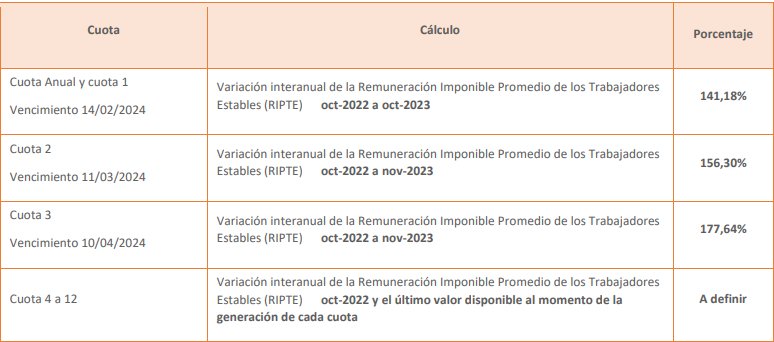 Cuota Cálculo Porcentaje
Cuota Anual y cuota 1
Vencimiento 14/02/2024
Variación interanual de la Remuneración Imponible Promedio de los Trabajadores
Estables (RIPTE) oct-2022 a oct-2023
141,18%
Cuota 2
Vencimiento 11/03/2024
Variación interanual de la Remuneración Imponible Promedio de los Trabajadores
Estables (RIPTE) oct-2022 a nov-2023
156,30%
Cuota 3
Vencimiento 10/04/2024
Variación interanual de la Remuneración Imponible Promedio de los Trabajadores
Estables (RIPTE) oct-2022 a nov-2023
177,64%
Cuota 4 a 12
Variación interanual de la Remuneración Imponible Promedio de los Trabajadores
Estables (RIPTE) oct-2022 y el último valor disponible al momento de la
generación de cada cuota
A definir